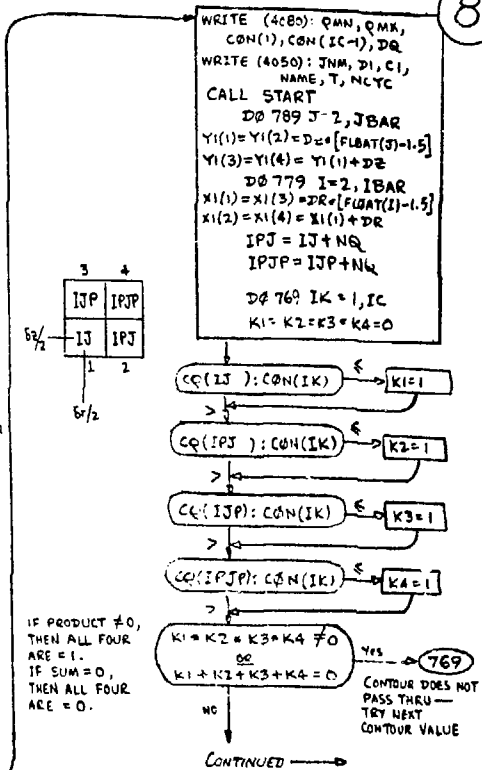 8
WRITE (4080): QMN, QMX,
CØN(1), CØN(IC-1), DQ
WRITE (4050): JNM, D1, C1,
NAME, T, NCYC
CALL START
DØ 789 J=2, JBAR
Y1(1)=Y1(2)=DZ*[FLØAT(J)-1.5]
Y1(3)=Y1(4)=Y1(1)+DZ
DØ 779 I=2, IBAR
X1(1)=X1(3)=DR*[FLØAT(I)-1.5]
X1(2)=X1(4)=X1(1)+DR
IPJ = IJ+NQ
IPJP = IJP+NQ
DØ 769 IK=1, IC
K1=K2=K3=K4=0
3 4
IJP IPJP
δz/2 IJ IPJ
1 2
δr/2
CQ(IJ ): CØN(IK) ≤ K1=1
>
CQ(IPJ ): CØN(IK) ≤ K2=1
>
CQ(IJP): CØN(IK) ≤ K3=1
>
CQ(IPJP): CØN(IK) ≤ K4=1
>
IF PRODUCT ≠0,
THEN ALL FOUR
ARE = 1.
IF SUM=0,
THEN ALL FOUR
ARE = 0.
K1*K2*K3*K4 ≠0
OR
K1+K2+K3+K4=0
Yes
769
CONTOUR DOES NOT
PASS THRU —
TRY NEXT
CONTOUR VALUE
NO
CONTINUED